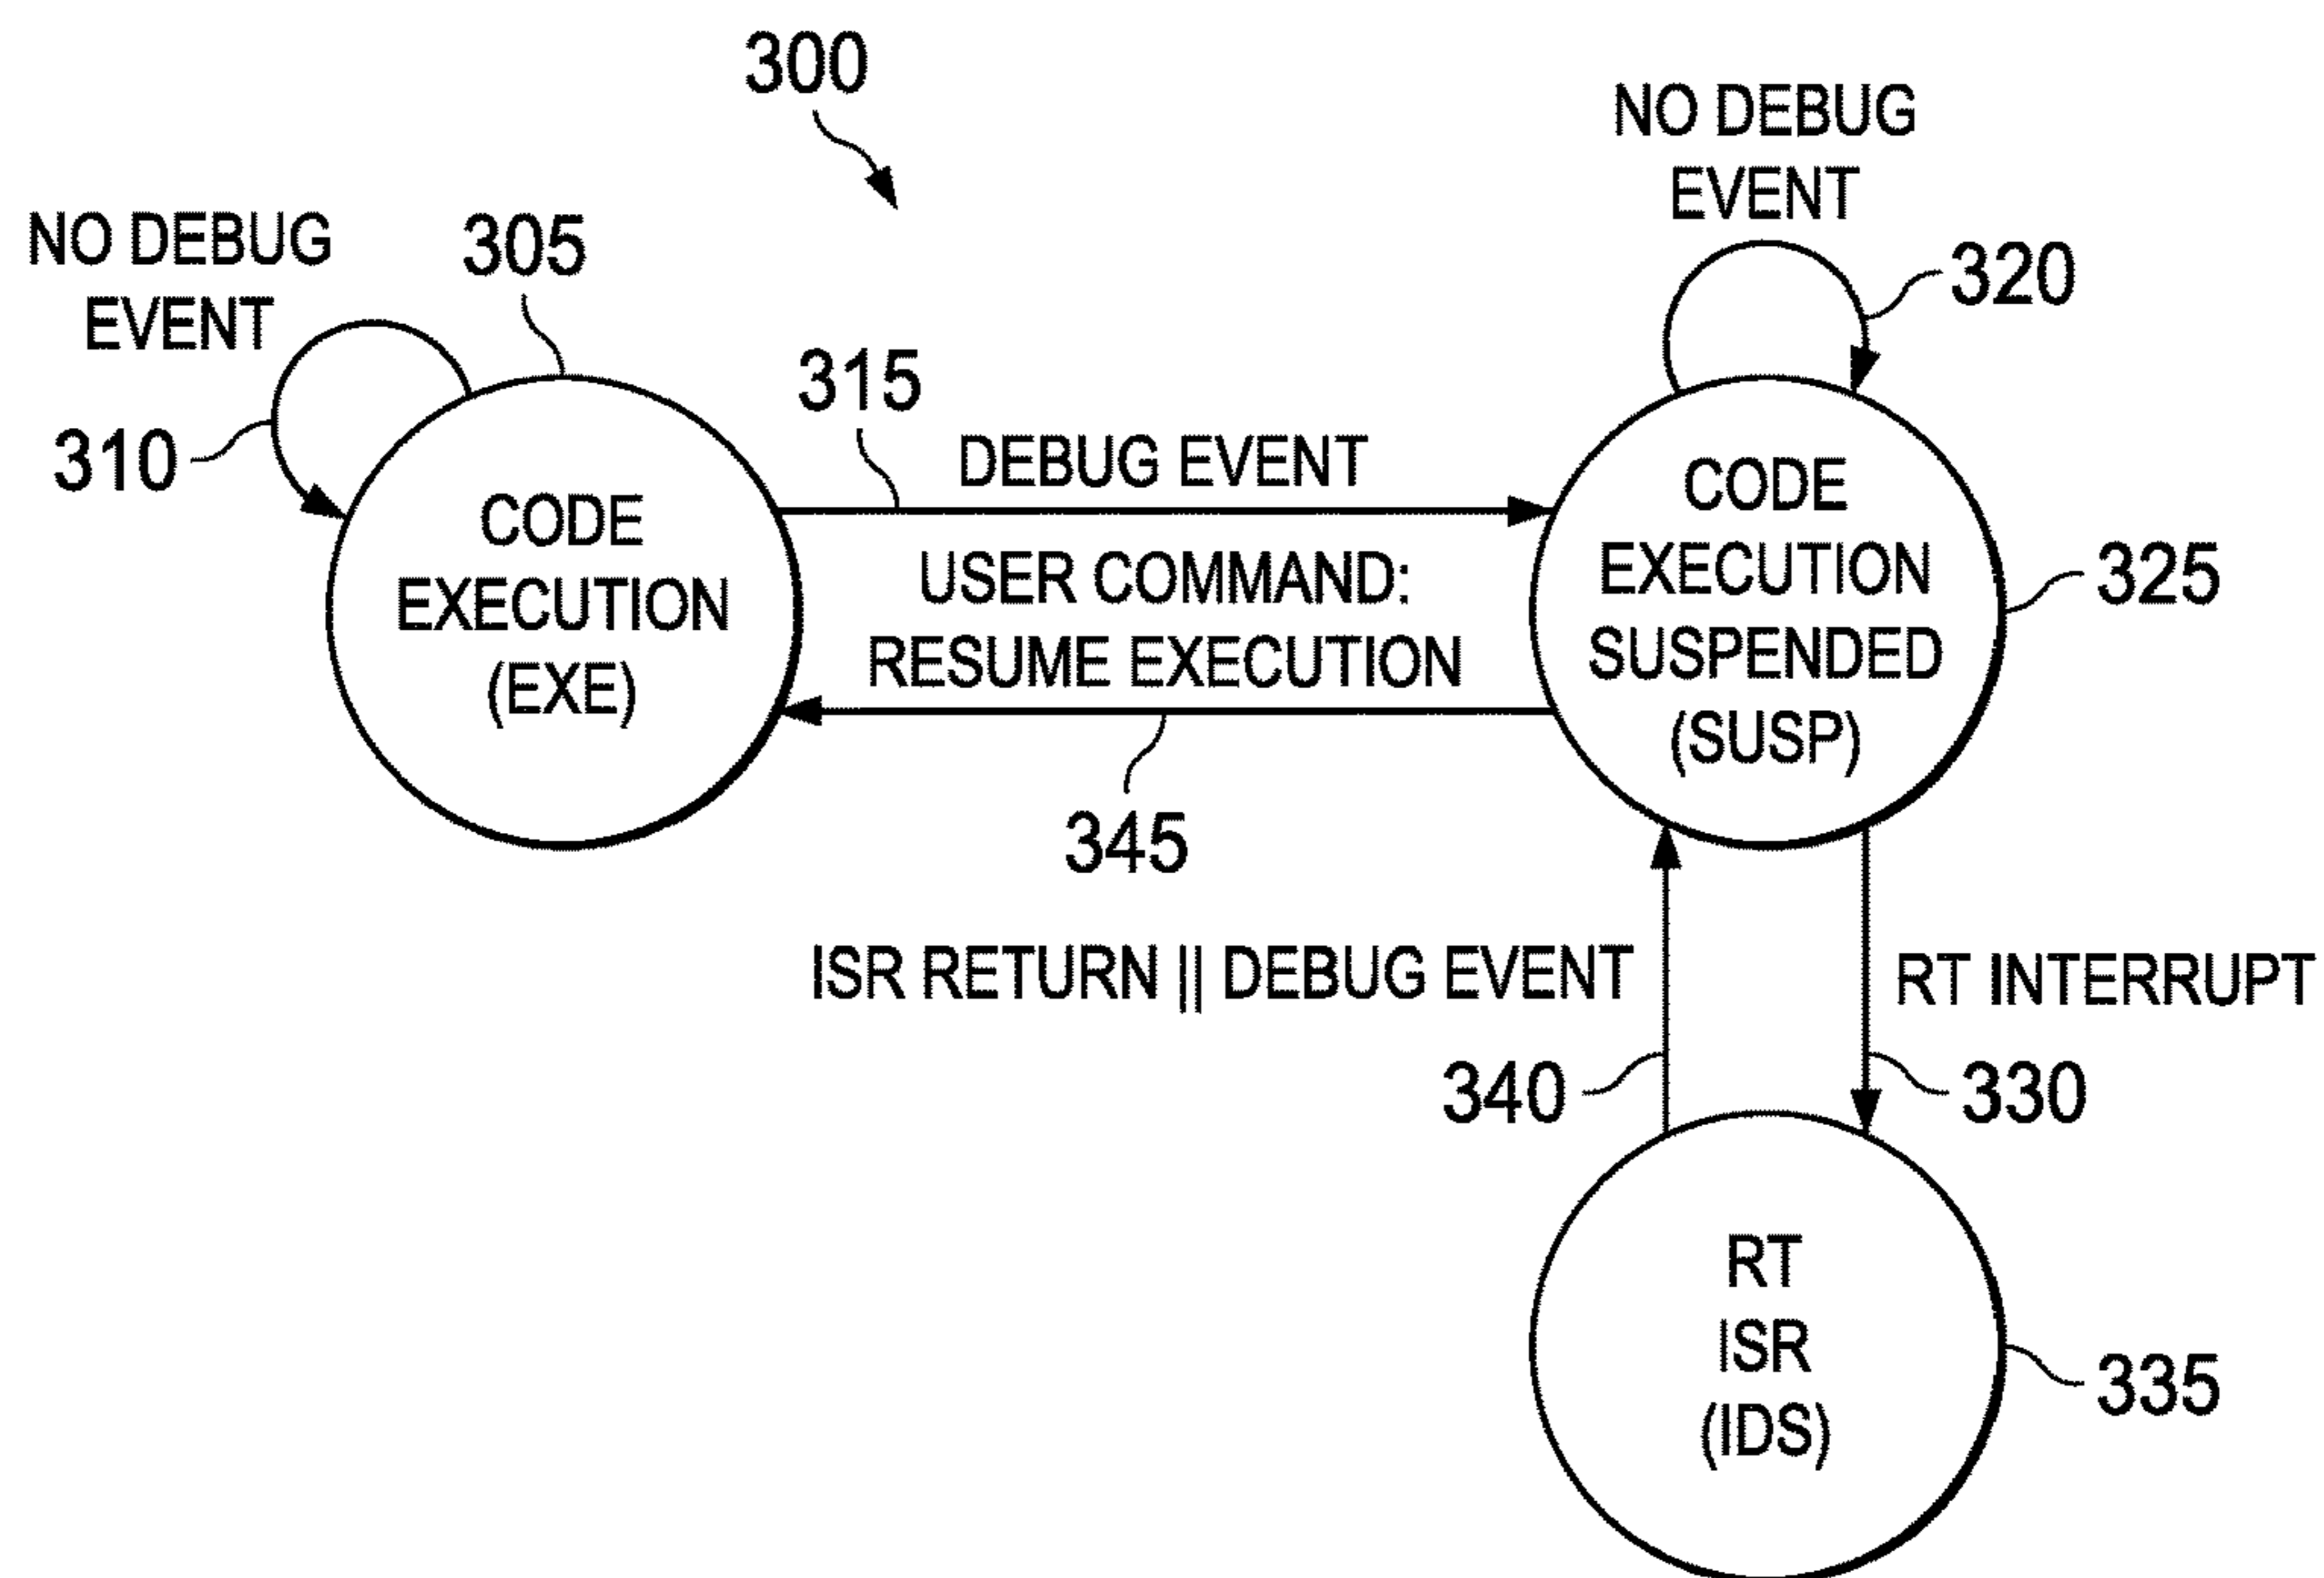 300
NO DEBUG
EVENT
320
NO DEBUG
EVENT
305
310
315
DEBUG EVENT
CODE
EXECUTION
(EXE)
USER COMMAND:
RESUME EXECUTION
CODE
EXECUTION
SUSPENDED
(SUSP)
325
345
ISR RETURN || DEBUG EVENT
RT INTERRUPT
340
330
RT
ISR
(IDS)
335